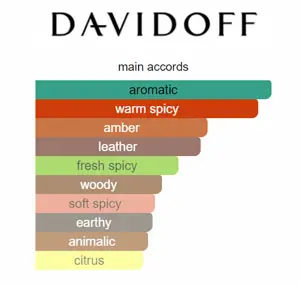 DAVIDOFF
main accords
aromatic
warm spicy
amber
leather
fresh spicy
woody
soft spicy
earthy
animalic
citrus